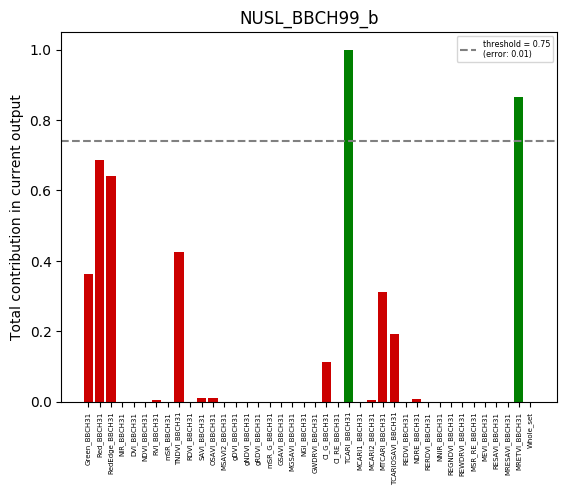 NUSL_BBCH99_b
threshold = 0.75
(error: 0.01)
Total contribution in current output
1.0
0.8
0.6
0.4
0.2
0.0
Green_BBCH31
Red_BBCH31
RedEdge_BBCH31
NIR_BBCH31
DVI_BBCH31
NDVI_BBCH31
RVI_BBCH31
mSR_BBCH31
TNDVI_BBCH31
RDVI_BBCH31
SAVI_BBCH31
OSAVI_BBCH31
MSAVI2_BBCH31
gDVI_BBCH31
gNDVI_BBCH31
gRDVI_BBCH31
mSR_G_BBCH31
GSAVI_BBCH31
MGSAVI_BBCH31
NGI_BBCH31
GWDRVI_BBCH31
CI_G_BBCH31
CI_RE_BBCH31
TCARI_BBCH31
MCARI1_BBCH31
MCARI2_BBCH31
MTCARI_BBCH31
TCARIOSAVI_BBCH31
REDVI_BBCH31
NDRE_BBCH31
RERDVI_BBCH31
NNIR_BBCH31
REGNDVI_BBCH31
REWDRVI_BBCH31
MSR_RE_BBCH31
MEVI_BBCH31
RESAVI_BBCH31
MRESAVI_BBCH31
MRETVI_BBCH31
Whole_set